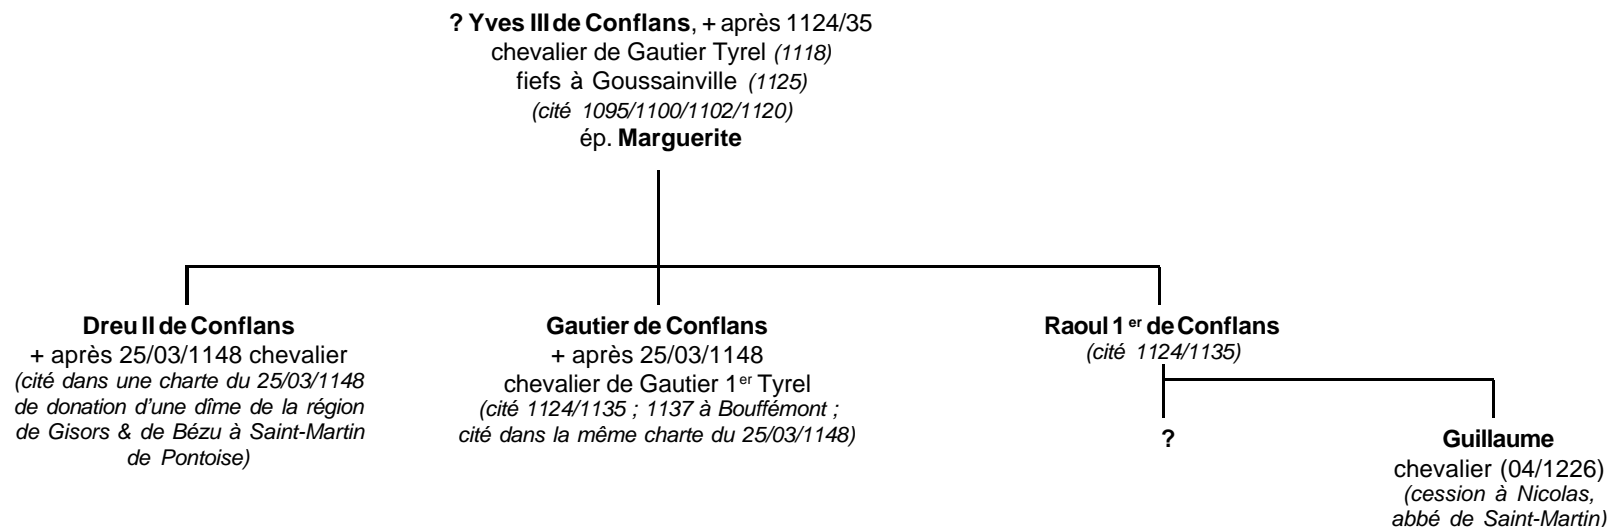 ? Yves III de Conflans, + après 1124/35
chevalier de Gautier Tyrel (1118)
fiefs à Goussainville (1125)
(cité 1095/1100/1102/1120)
ép. Marguerite
Dreu II de Conflans
+ après 25/03/1148 chevalier
(cité dans une charte du 25/03/1148
de donation d'une dîme de la région
de Gisors & de Bézu à Saint-Martin
de Pontoise)
Gautier de Conflans
+ après 25/03/1148
chevalier de Gautier 1er Tyrel
(cité 1124/1135 ; 1137 à Bouffémont ;
cité dans la même charte du 25/03/1148)
Raoul 1er de Conflans
(cité 1124/1135)
?
Guillaume
chevalier (04/1226)
(cession à Nicolas,
abbé de Saint-Martin)